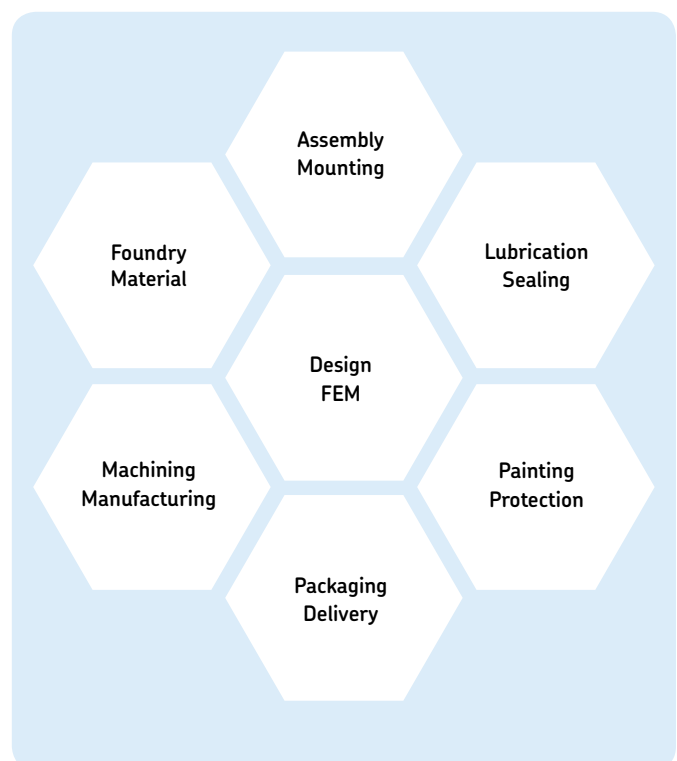 Assembly
Mounting
Foundry
Material
Lubrication
Sealing
Design
FEM
Machining
Manufacturing
Painting
Protection
Packaging
Delivery